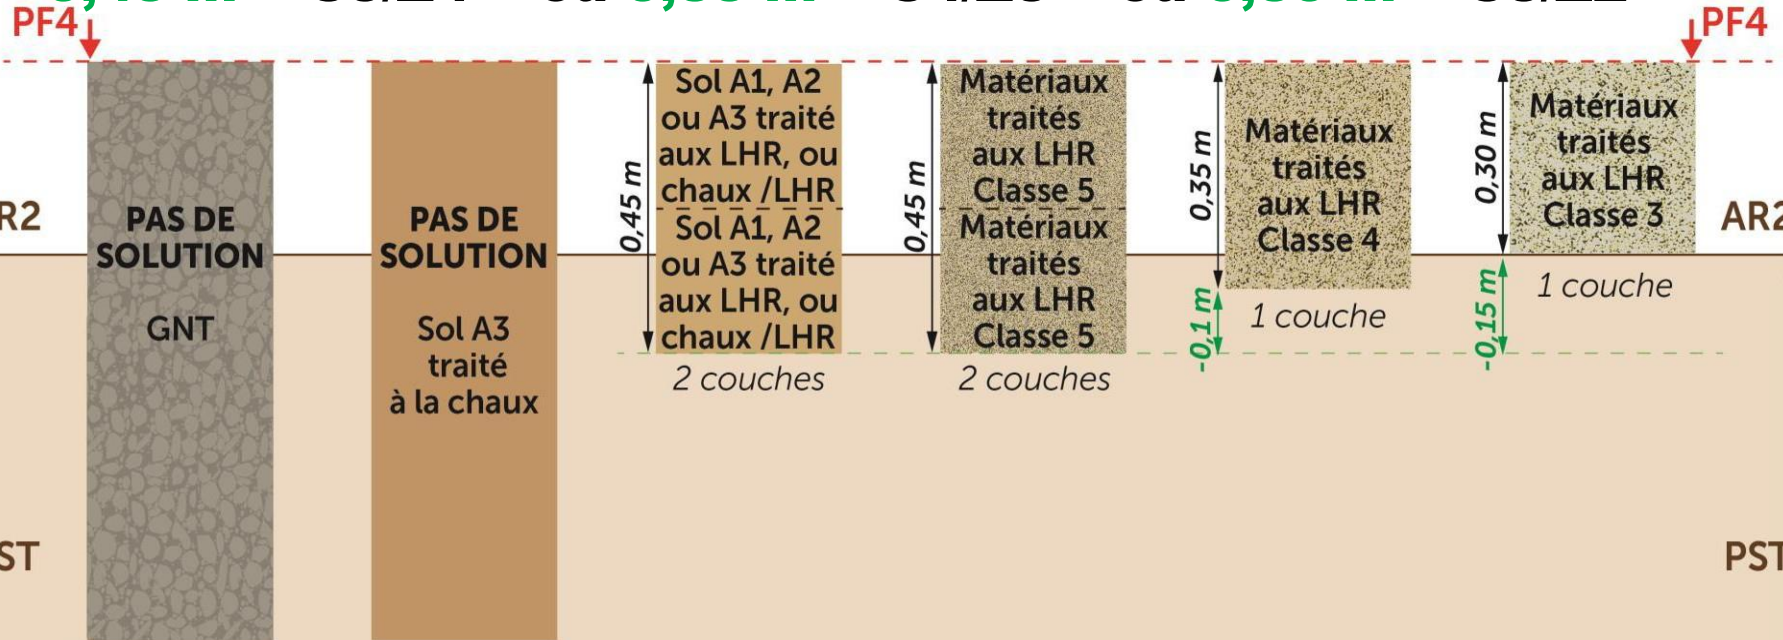 PF4
PF4
R2
AR2
ST
PST
PAS DE
SOLUTION
GNT
PAS DE
SOLUTION
Sol A3
traité
à la chaux
0,45 m
Sol A1, A2
ou A3 traité
aux LHR, ou
chaux /LHR
Sol A1, A2
ou A3 traité
aux LHR, ou
chaux /LHR
2 couches
0,45 m
Matériaux
traités
aux LHR
Classe 5
Matériaux
traités
aux LHR
Classe 5
2 couches
0,35 m
Matériaux
traités
aux LHR
Classe 4
1 couche
-0,1 m
0,30 m
Matériaux
traités
aux LHR
Classe 3
1 couche
-0,15 m